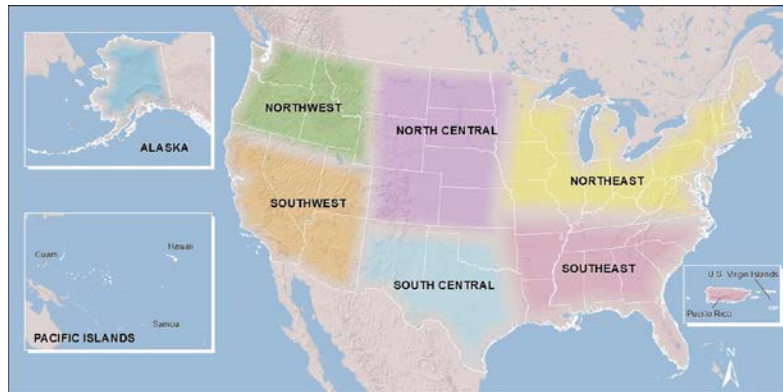 NORTHWEST
NORTH CENTRAL
ALASKA
NORTHEAST
SOUTHWEST
Guam
Hawaii
SOUTH CENTRAL
SOUTHEAST
U.S. Virgin Islands
Puerto Rico
Samoa
PACIFIC ISLANDS
N